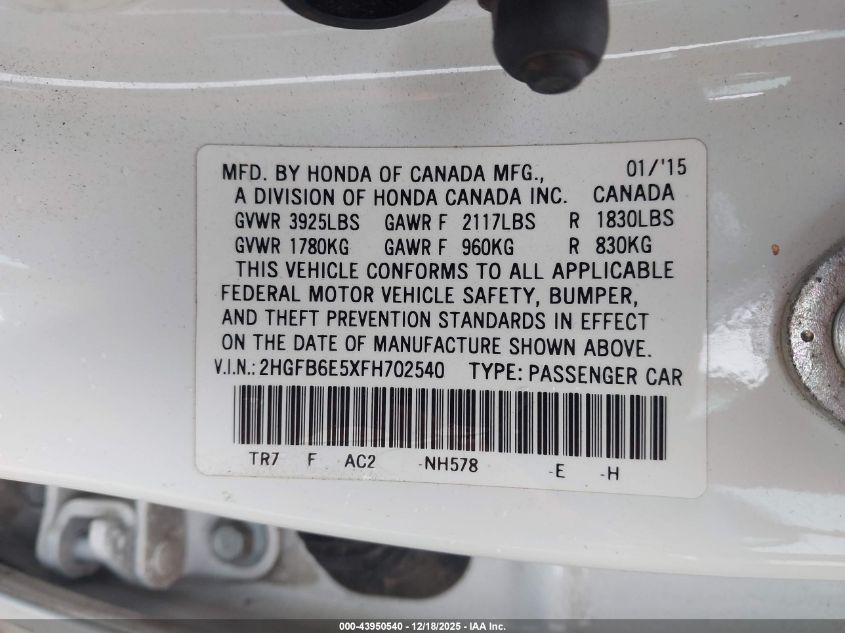 MFD. BY HONDA OF CANADA MFG., 01/'15
A DIVISION OF HONDA CANADA INC. CANADA
GVWR 3925LBS GAWR F 2117LBS R 1830LBS
GVWR 1780KG GAWR F 960KG R 830KG
THIS VEHICLE CONFORMS TO ALL APPLICABLE
FEDERAL MOTOR VEHICLE SAFETY, BUMPER,
AND THEFT PREVENTION STANDARDS IN EFFECT
ON THE DATE OF MANUFACTURE SHOWN ABOVE.
V.I.N.: 2HGFB6E5XFH702540 TYPE: PASSENGER CAR
TR7 F AC2 -NH578 -E -H
000-43950540 - 12/18/2025 - IAA Inc.